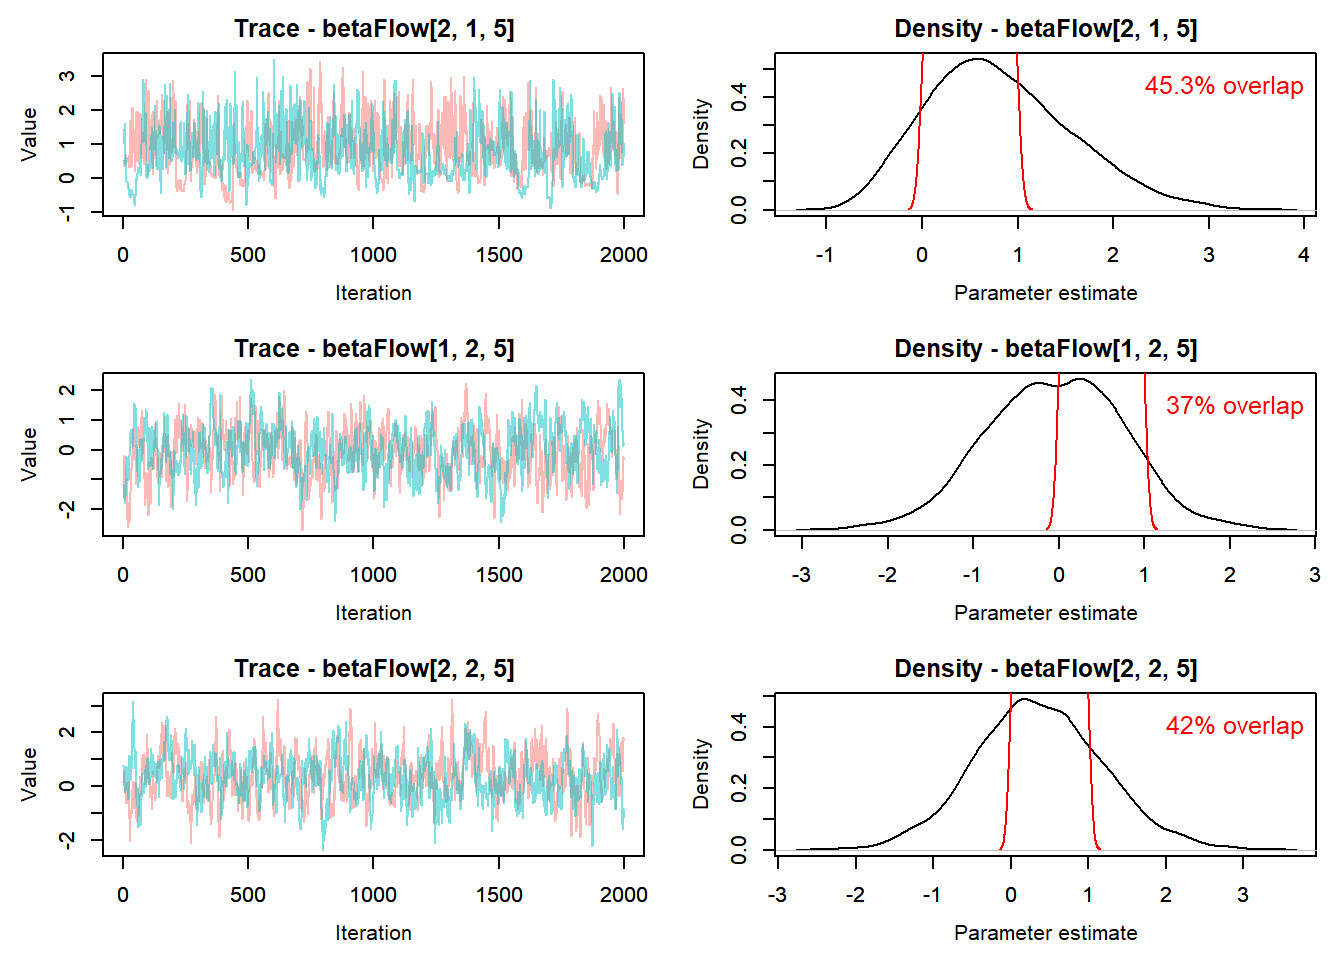 Trace - betaFlow[2, 1, 5]
Value
-1 0 1 2 3
0 500 1000 1500 2000
Iteration
Density - betaFlow[2, 1, 5]
45.3% overlap
Density
0.0 0.2 0.4
-1 0 1 2 3 4
Parameter estimate
Trace - betaFlow[1, 2, 5]
Value
-2 0 1 2
0 500 1000 1500 2000
Iteration
Density - betaFlow[1, 2, 5]
37% overlap
Density
0.0 0.2 0.4
-3 -2 -1 0 1 2 3
Parameter estimate
Trace - betaFlow[2, 2, 5]
Value
-2 0 2
0 500 1000 1500 2000
Iteration
Density - betaFlow[2, 2, 5]
42% overlap
Density
0.0 0.2 0.4
-3 -2 -1 0 1 2 3
Parameter estimate